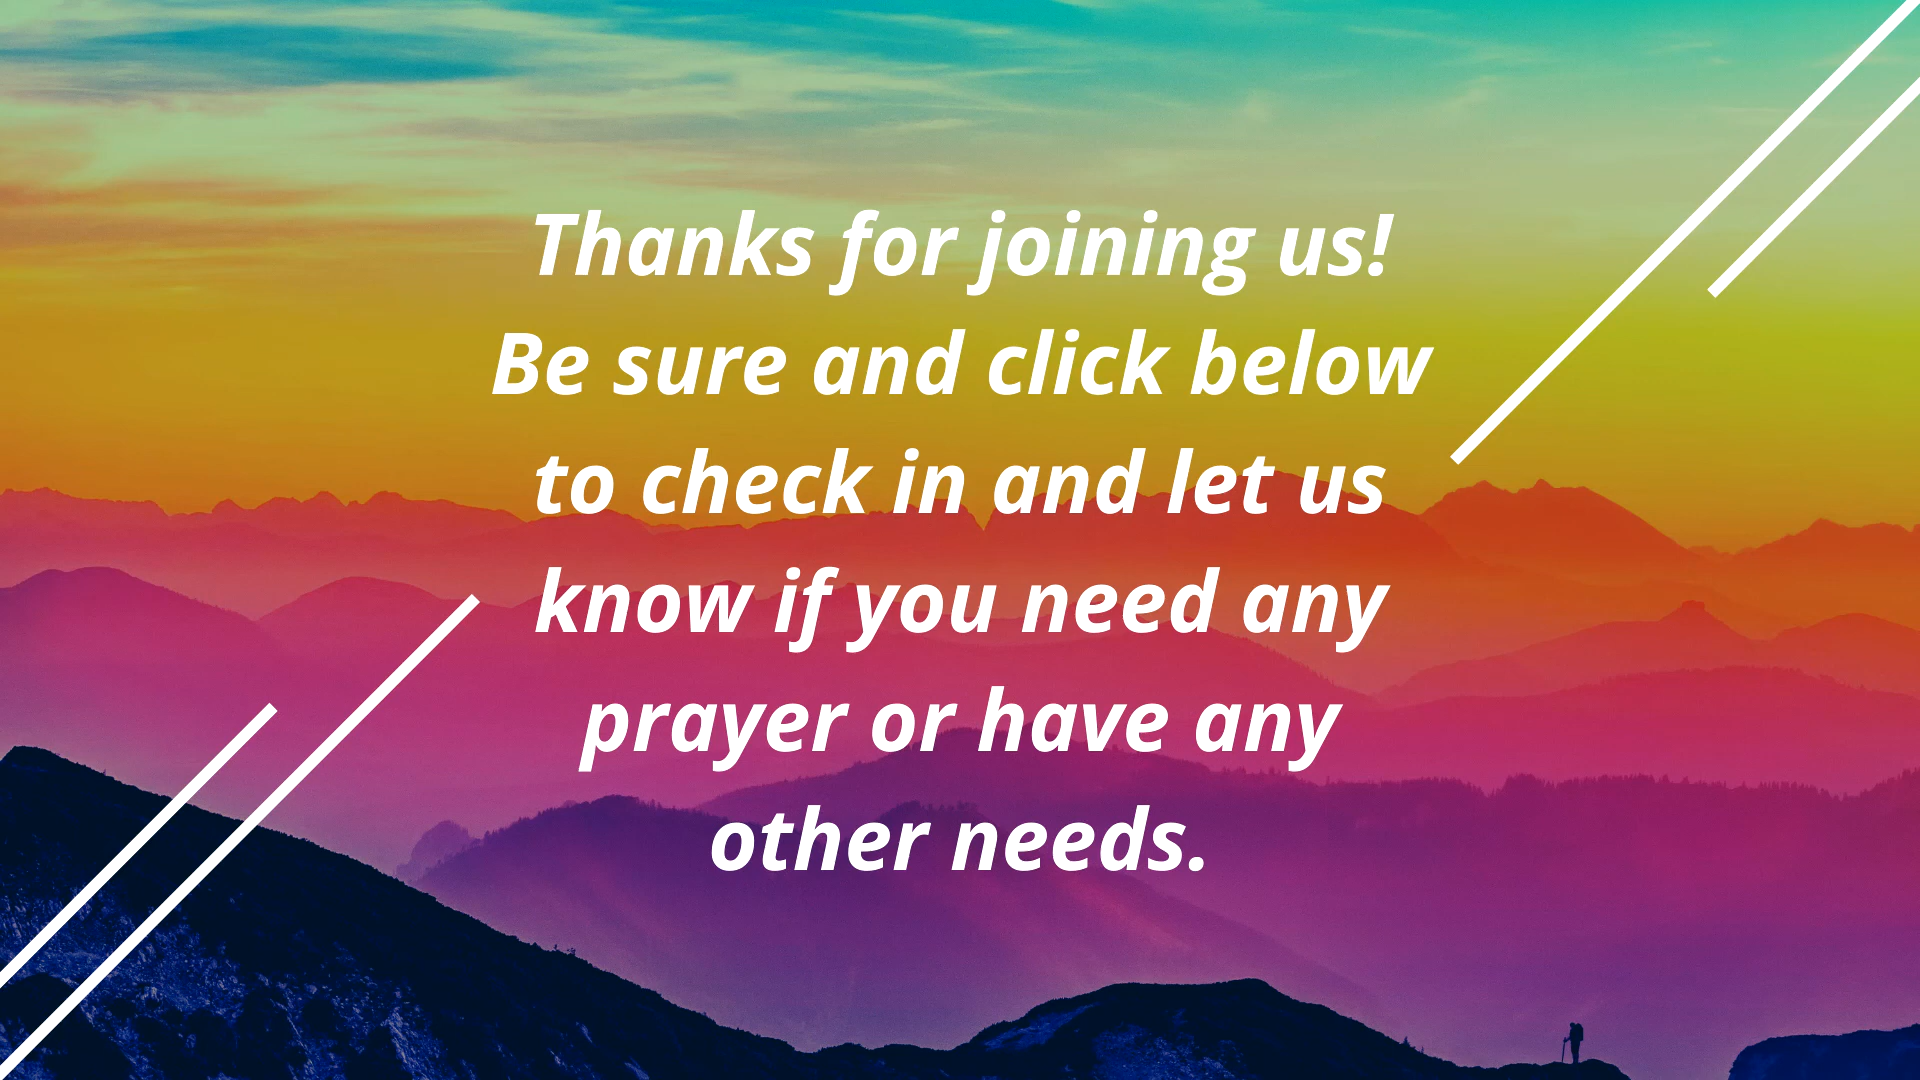 Thanks for joining us!
Be sure and click below
to check in and let us
know if you need any
prayer or have any
other needs.